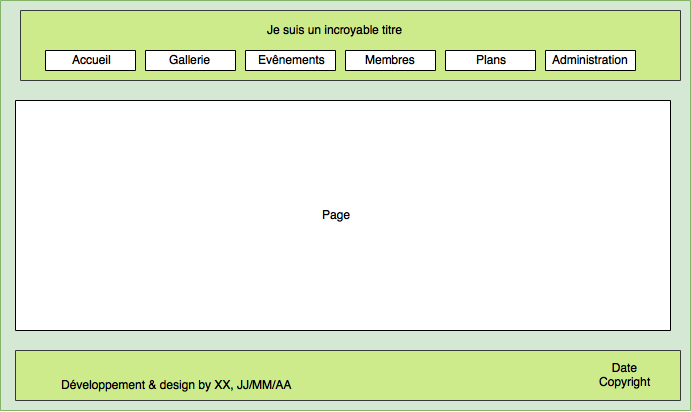 Je suis un incroyable titre
Accueil
Gallerie
Evênements
Membres
Plans
Administration
Page
Développement & design by XX, JJ/MM/AA
Date
Copyright